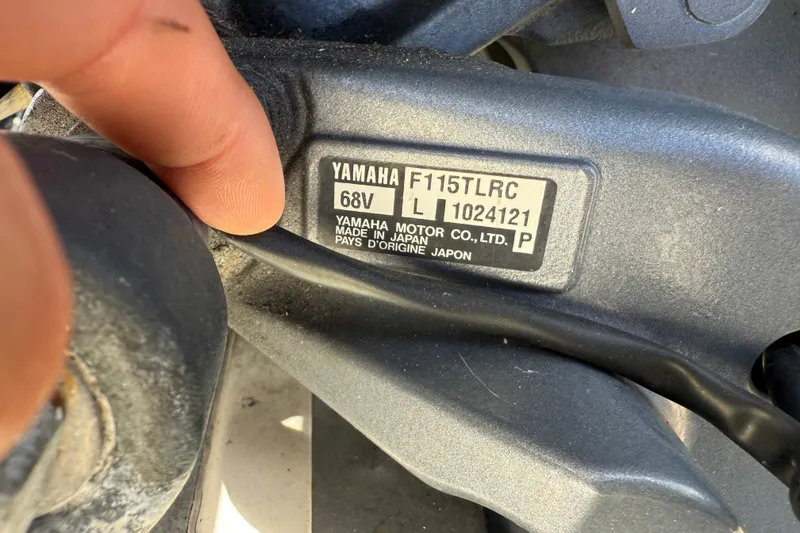 YAMAHA F115TLRC
68V L 1024121
YAMAHA MOTOR CO., LTD. P
MADE IN JAPAN
PAYS D'ORIGINE JAPON